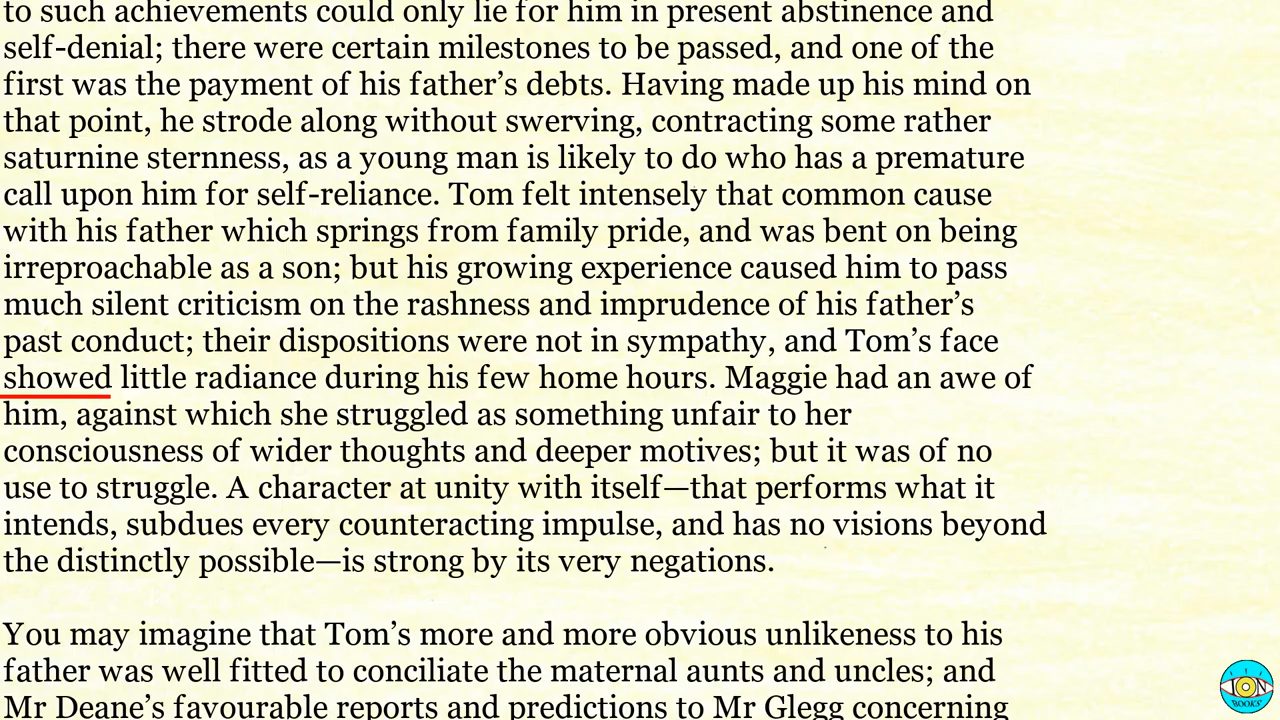 to such achievements could only lie for him in present abstinence and
self-denial; there were certain milestones to be passed, and one of the
first was the payment of his father’s debts. Having made up his mind on
that point, he strode along without swerving, contracting some rather
saturnine sternness, as a young man is likely to do who has a premature
call upon him for self-reliance. Tom felt intensely that common cause
with his father which springs from family pride, and was bent on being
irreproachable as a son; but his growing experience caused him to pass
much silent criticism on the rashness and imprudence of his father’s
past conduct; their dispositions were not in sympathy, and Tom’s face
showed little radiance during his few home hours. Maggie had an awe of
him, against which she struggled as something unfair to her
consciousness of wider thoughts and deeper motives; but it was of no
use to struggle. A character at unity with itself—that performs what it
intends, subdues every counteracting impulse, and has no visions beyond
the distinctly possible—is strong by its very negations.
You may imagine that Tom’s more and more obvious unlikeness to his
father was well fitted to conciliate the maternal aunts and uncles; and
Mr Deane’s favourable reports and predictions to Mr Glegg concerning
ION
BOOKS